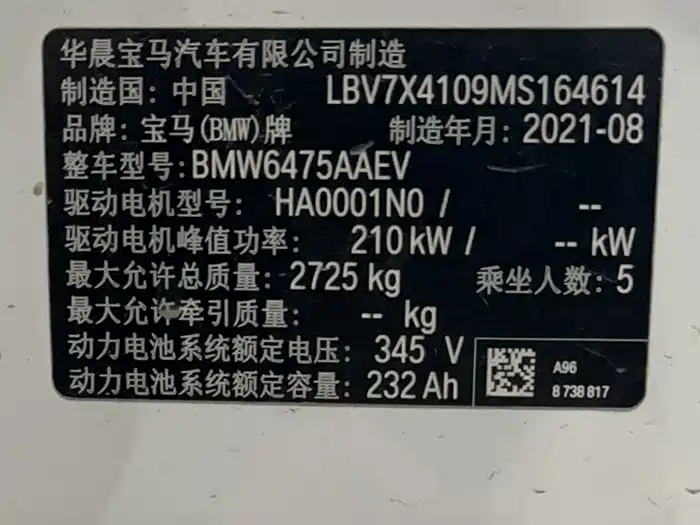 华晨宝马汽车有限公司制造
制造国: 中国 LBV7X4109MS164614
品牌: 宝马(BMW)牌 制造年月: 2021-08
整车型号: BMW6475AAEV
驱动电机型号: HA0001N0 / --
驱动电机峰值功率: 210 kW / -- kW
最大允许总质量: 2725 kg 乘坐人数: 5
最大允许牵引质量: -- kg
动力电池系统额定电压: 345 V
动力电池系统额定容量: 232 Ah
A96
8 738 817